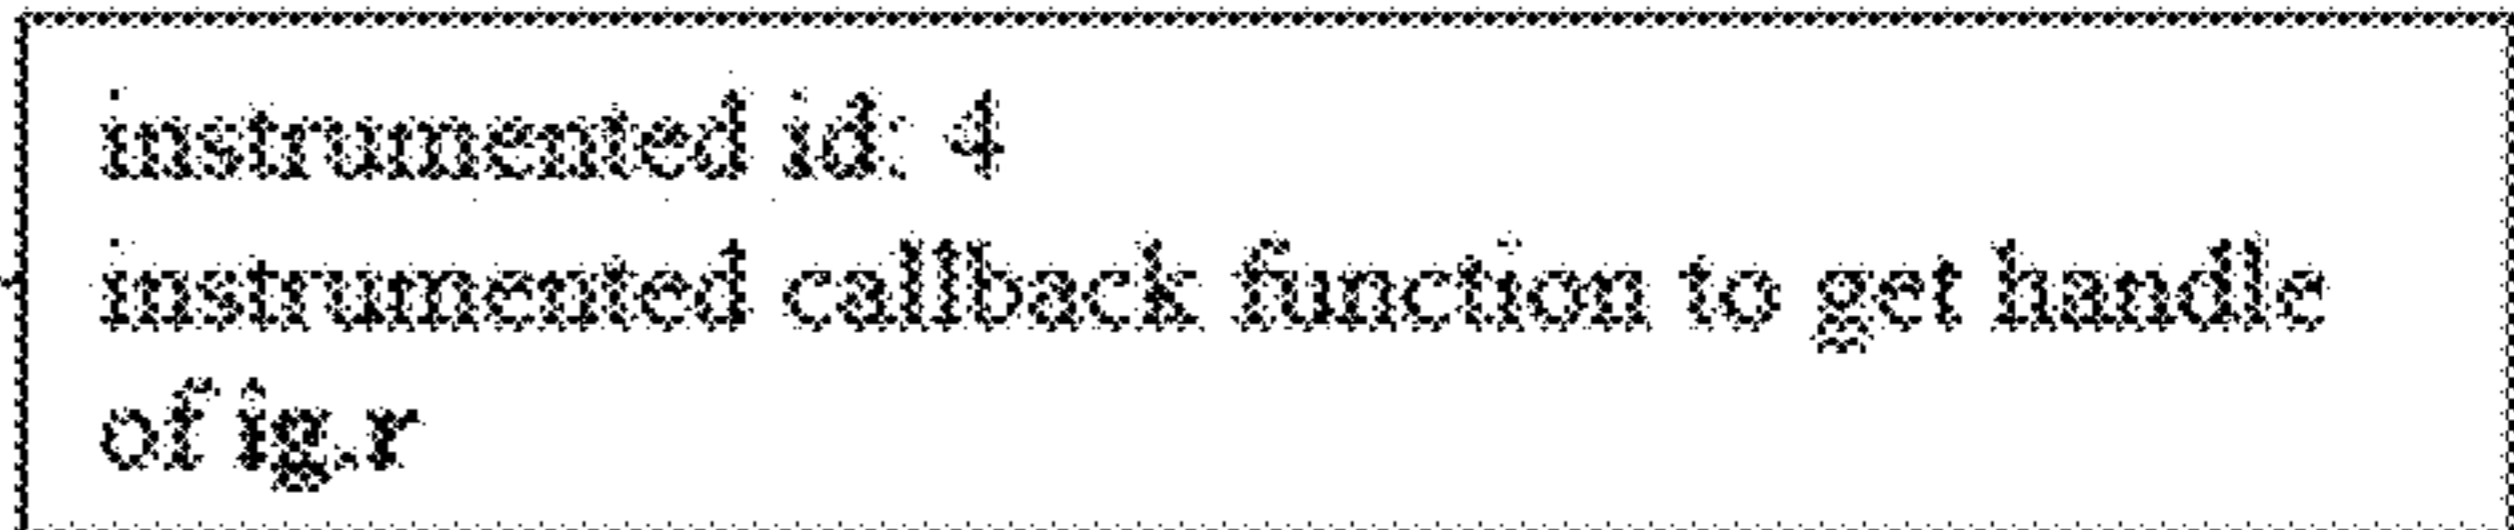 instrumented id: 4
instrumented callback function to get handle
of ig.r